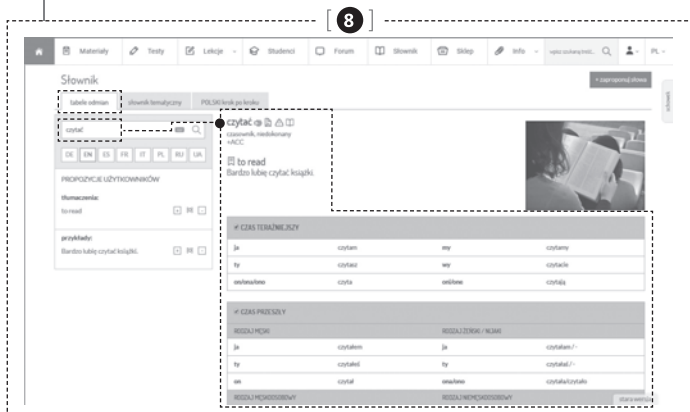 8
Materiały Testy Lekcje Studenci Forum Słownik Sklep Info wpisz szukaną treść... PL
Słownik
+ zaproponuj słowo
tabele odmian słownik tematyczny POLSKI krok po kroku
słownik
czytać
DE EN ES FR IT PL RU UA
PROPOZYCJE UŻYTKOWNIKÓW
tłumaczenia:
to read
przykłady:
Bardzo lubię czytać książki.
czytać
czasownik, niedokonany
+ACC
to read
Bardzo lubię czytać książki.
CZAS TERAŹNIEJSZY
ja czytam my czytamy
ty czytasz wy czytacie
on/ona/ono czyta oni/one czytają
CZAS PRZESZŁY
RODZAJ MĘSKI RODZAJ ŻEŃSKI / NIJAKI
ja czytałem ja czytałam / -
ty czytałeś ty czytałaś / -
on czytał ona/ono czytała/czytało
RODZAJ MĘSKOOSOBOWY RODZAJ NIEMĘSKOOSOBOWY
stara wersja